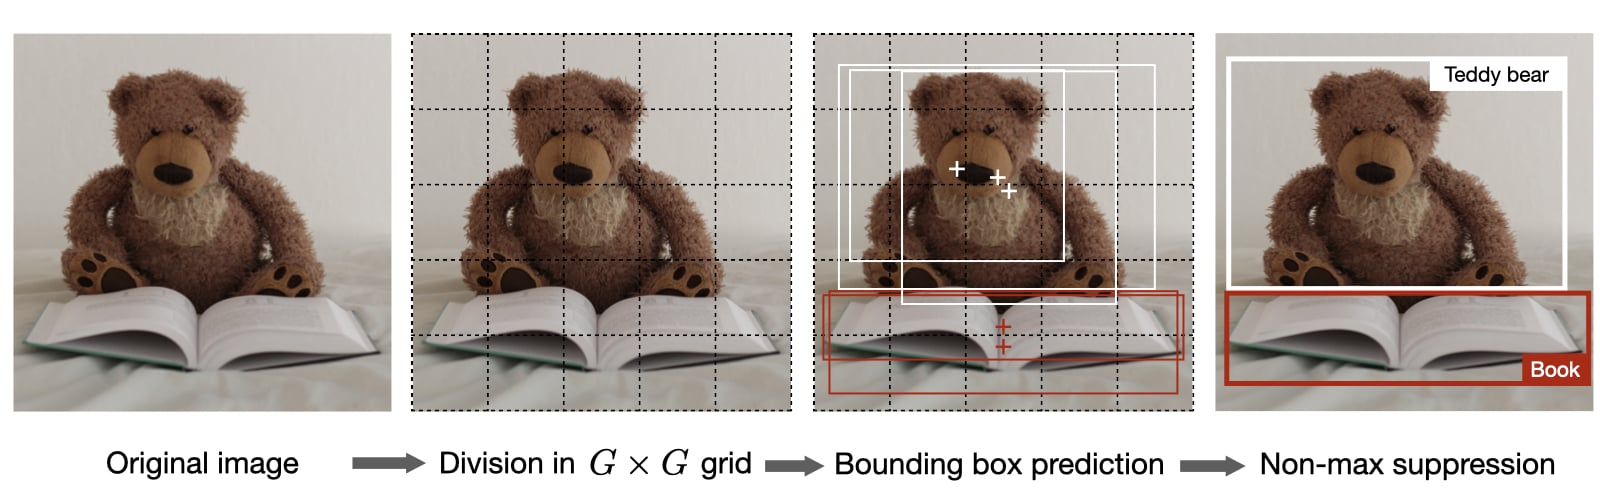 Teddy bear
Book
Original image
Division in G × G grid
Bounding box prediction
Non-max suppression